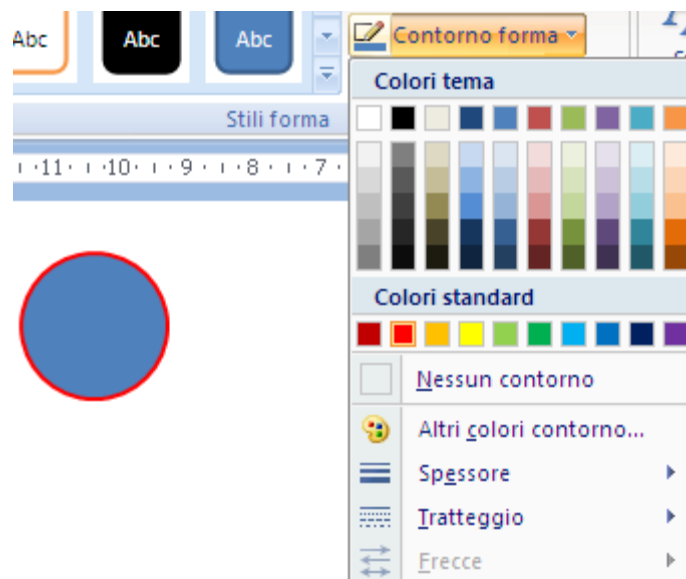 Abc Abc Abc
Contorno forma
Colori tema
Stili forma
11 10 9 8 7
Colori standard
Nessun contorno
Altri colori contorno...
Spessore
Tratteggio
Frecce